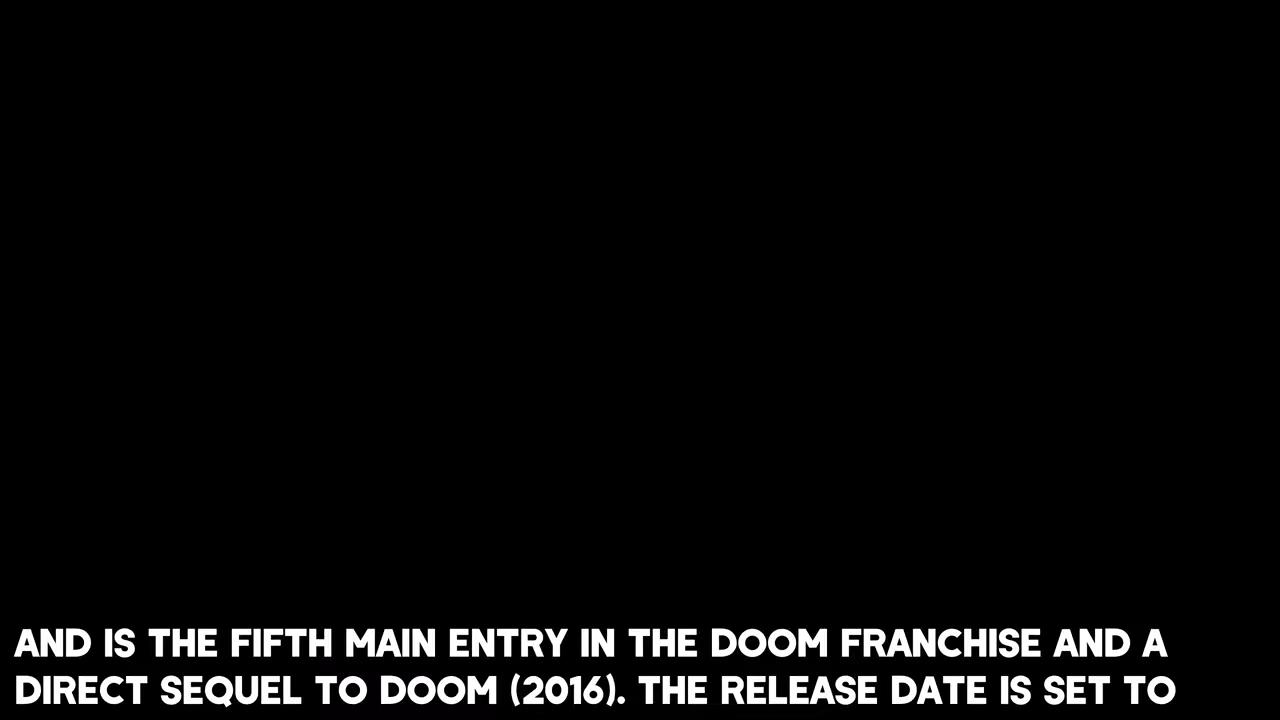 AND IS THE FIFTH MAIN ENTRY IN THE DOOM FRANCHISE AND A
DIRECT SEQUEL TO DOOM (2016). THE RELEASE DATE IS SET TO